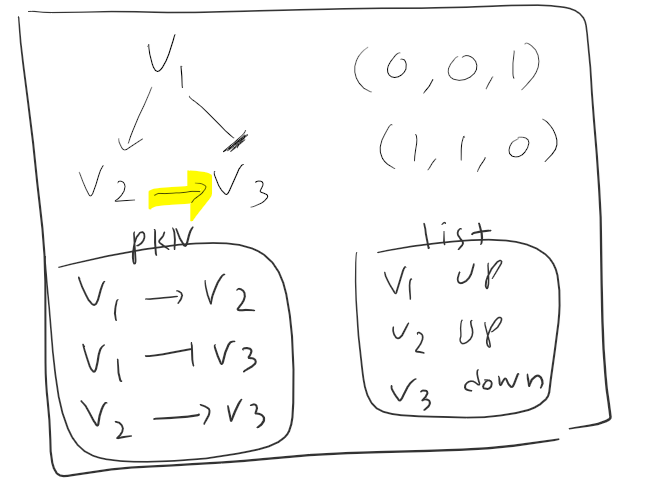 V1
(0, 0, 1)
(1, 1, 0)
V2 → V3
PKN
V1 → V2
V1 ⊣ V3
V2 → V3
list
V1 up
V2 up
V3 down